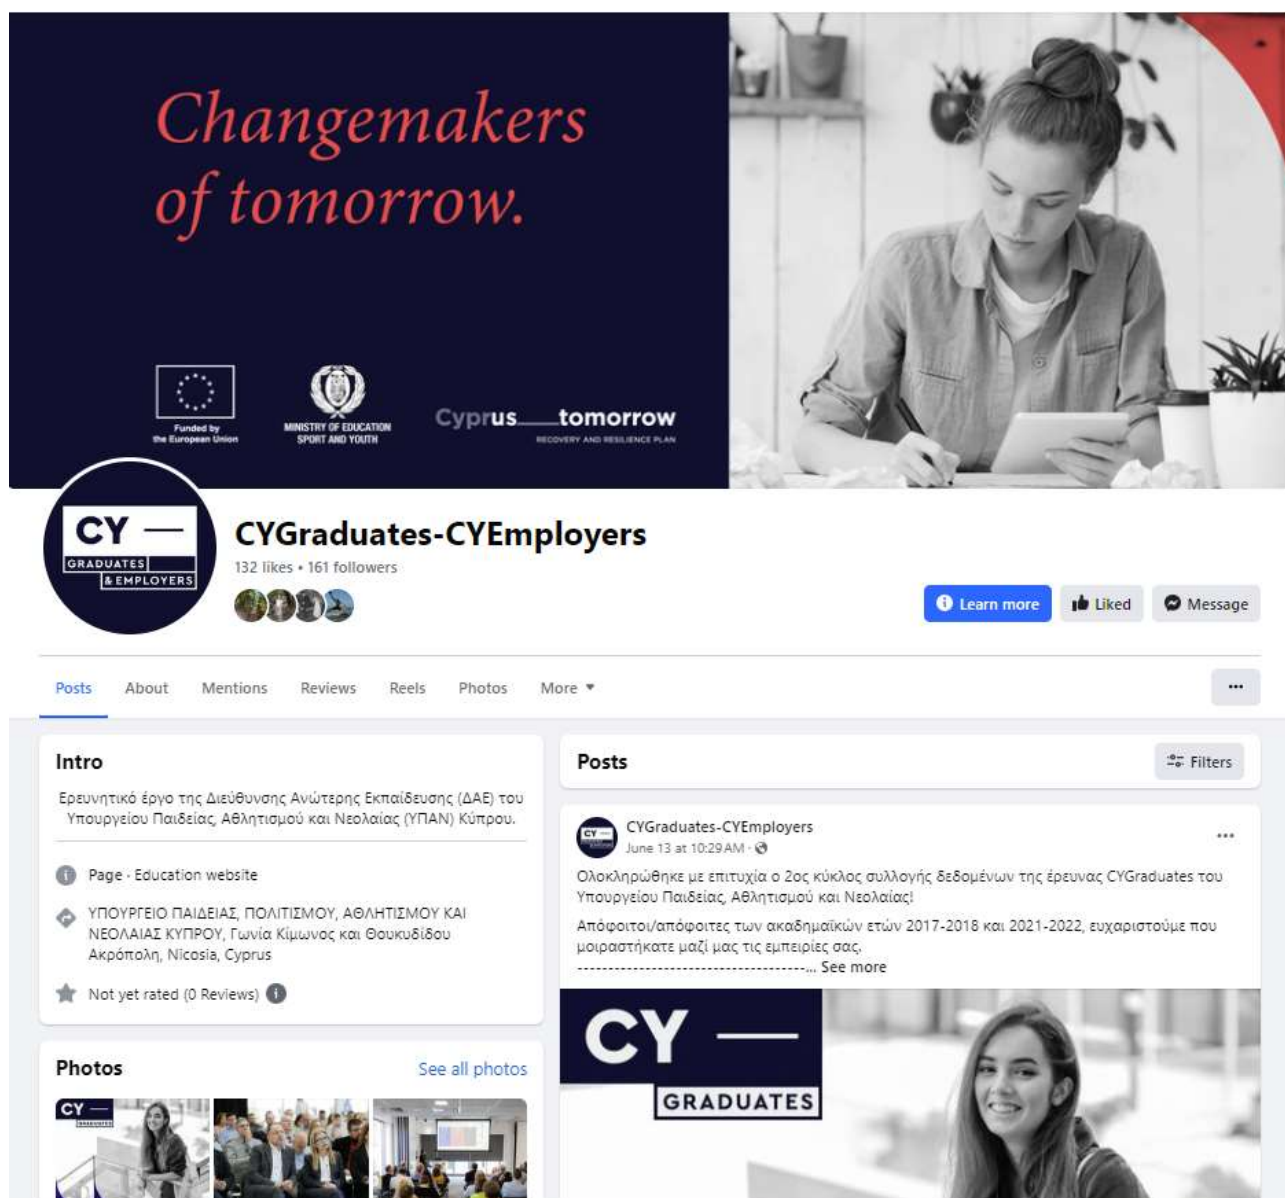 Changemakers
of tomorrow.
Funded by
the European Union
MINISTRY OF EDUCATION
SPORT AND YOUTH
Cyprus___tomorrow
RECOVERY AND RESILIENCE PLAN
CY —
GRADUATES
& EMPLOYERS
CYGraduates-CYEmployers
132 likes • 161 followers
Learn more
Liked
Message
Posts
About
Mentions
Reviews
Reels
Photos
More
Intro
Ερευνητικό έργο της Διεύθυνσης Ανώτερης Εκπαίδευσης (ΔΑΕ) του
Υπουργείου Παιδείας, Αθλητισμού και Νεολαίας (ΥΠΑΝ) Κύπρου.
Page · Education website
ΥΠΟΥΡΓΕΙΟ ΠΑΙΔΕΙΑΣ, ΠΟΛΙΤΙΣΜΟΥ, ΑΘΛΗΤΙΣΜΟΥ ΚΑΙ
ΝΕΟΛΑΙΑΣ ΚΥΠΡΟΥ, Γωνία Κίμωνος και Θουκυδίδου
Ακρόπολη, Nicosia, Cyprus
Not yet rated (0 Reviews)
Photos
See all photos
CY —
GRADUATES
Posts
Filters
CY —
CYGraduates-CYEmployers
June 13 at 10:29 AM ·
Ολοκληρώθηκε με επιτυχία ο 2ος κύκλος συλλογής δεδομένων της έρευνας CYGraduates του
Υπουργείου Παιδείας, Αθλητισμού και Νεολαίας!
Απόφοιτοι/απόφοιτες των ακαδημαϊκών ετών 2017-2018 και 2021-2022, ευχαριστούμε που
μοιραστήκατε μαζί μας τις εμπειρίες σας.
-------------------------------------... See more
CY —
GRADUATES